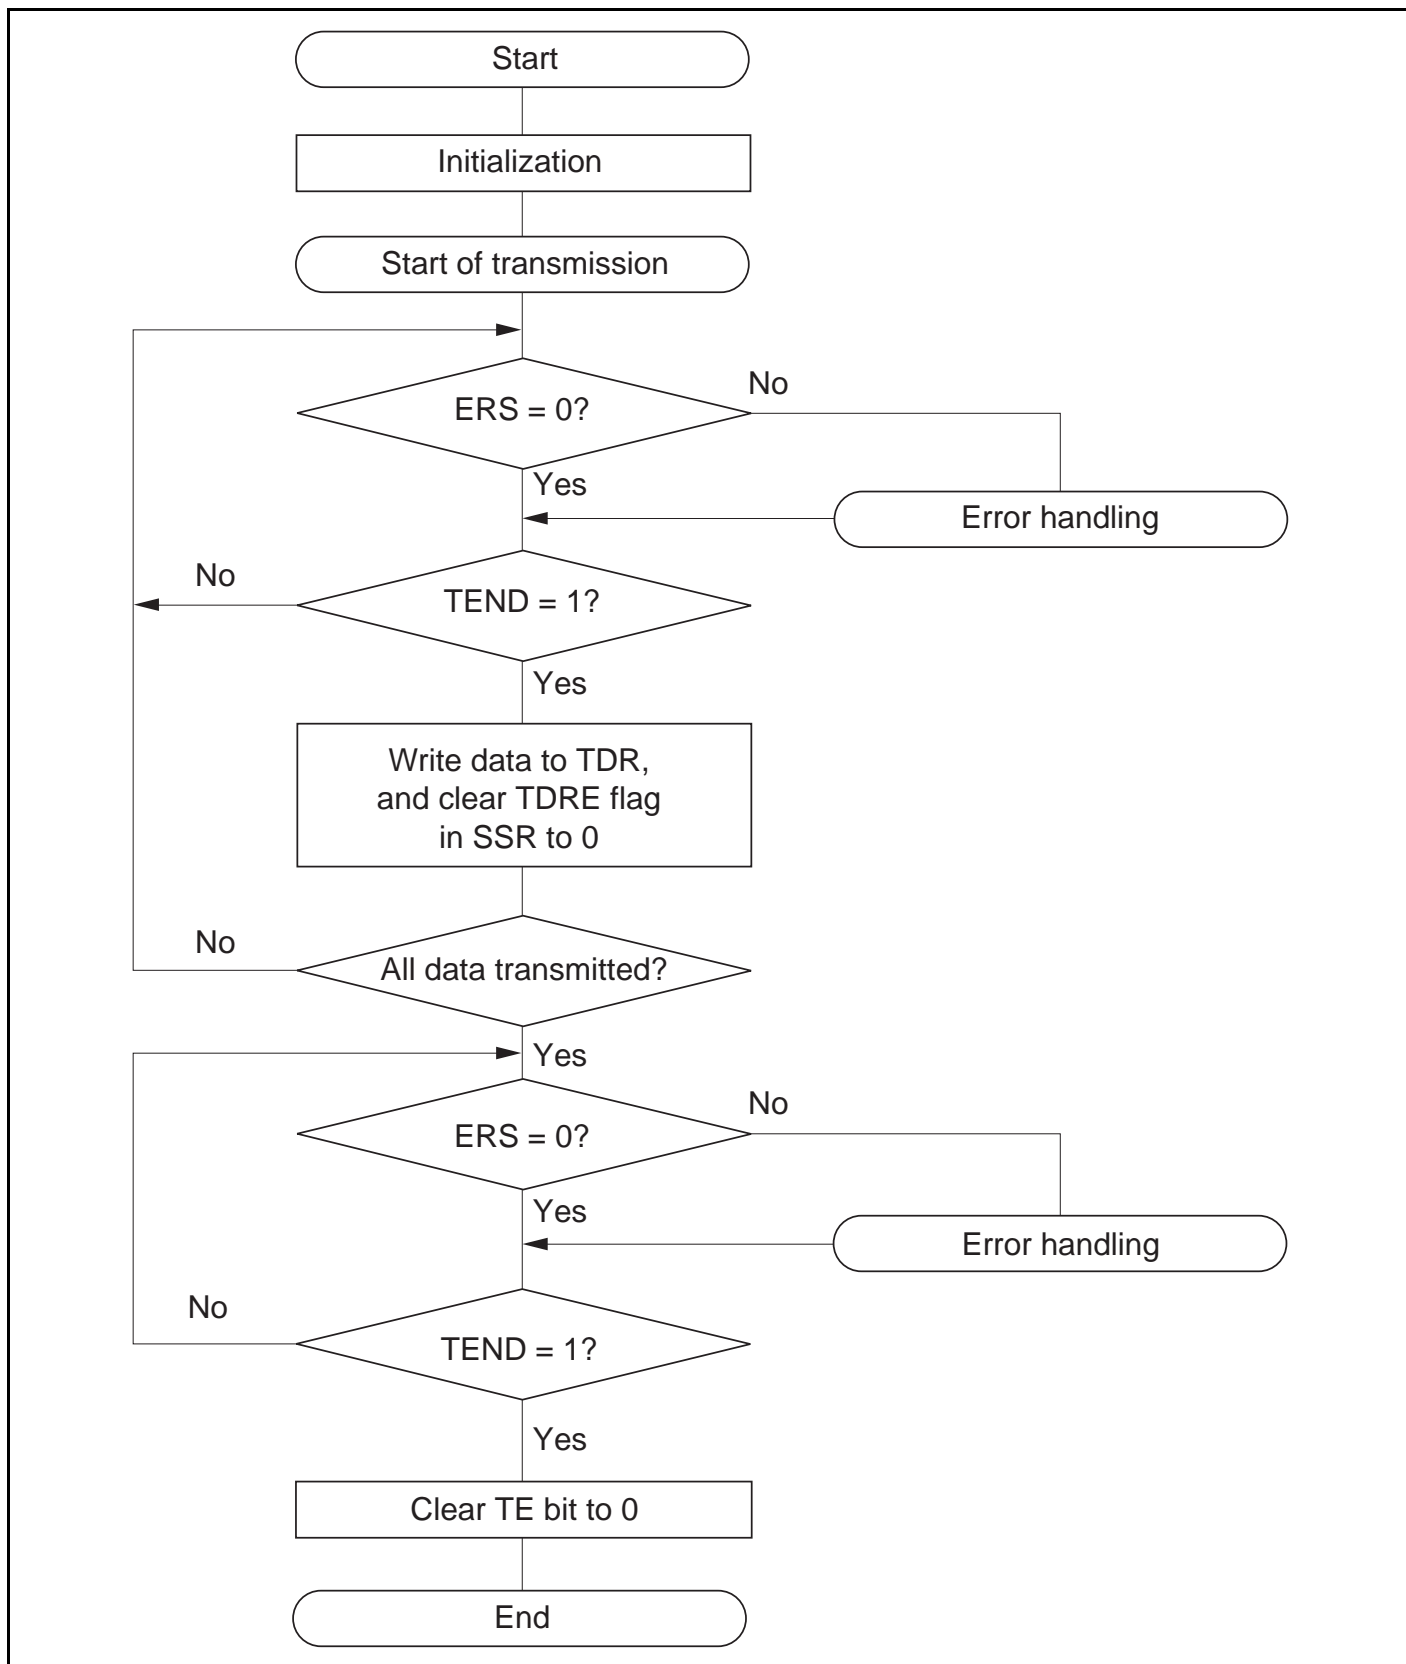 Start
Initialization
Start of transmission
No
ERS = 0?
Yes
Error handling
No
TEND = 1?
Yes
Write data to TDR,
and clear TDRE flag
in SSR to 0
No
All data transmitted?
Yes
No
ERS = 0?
Yes
Error handling
No
TEND = 1?
Yes
Clear TE bit to 0
End